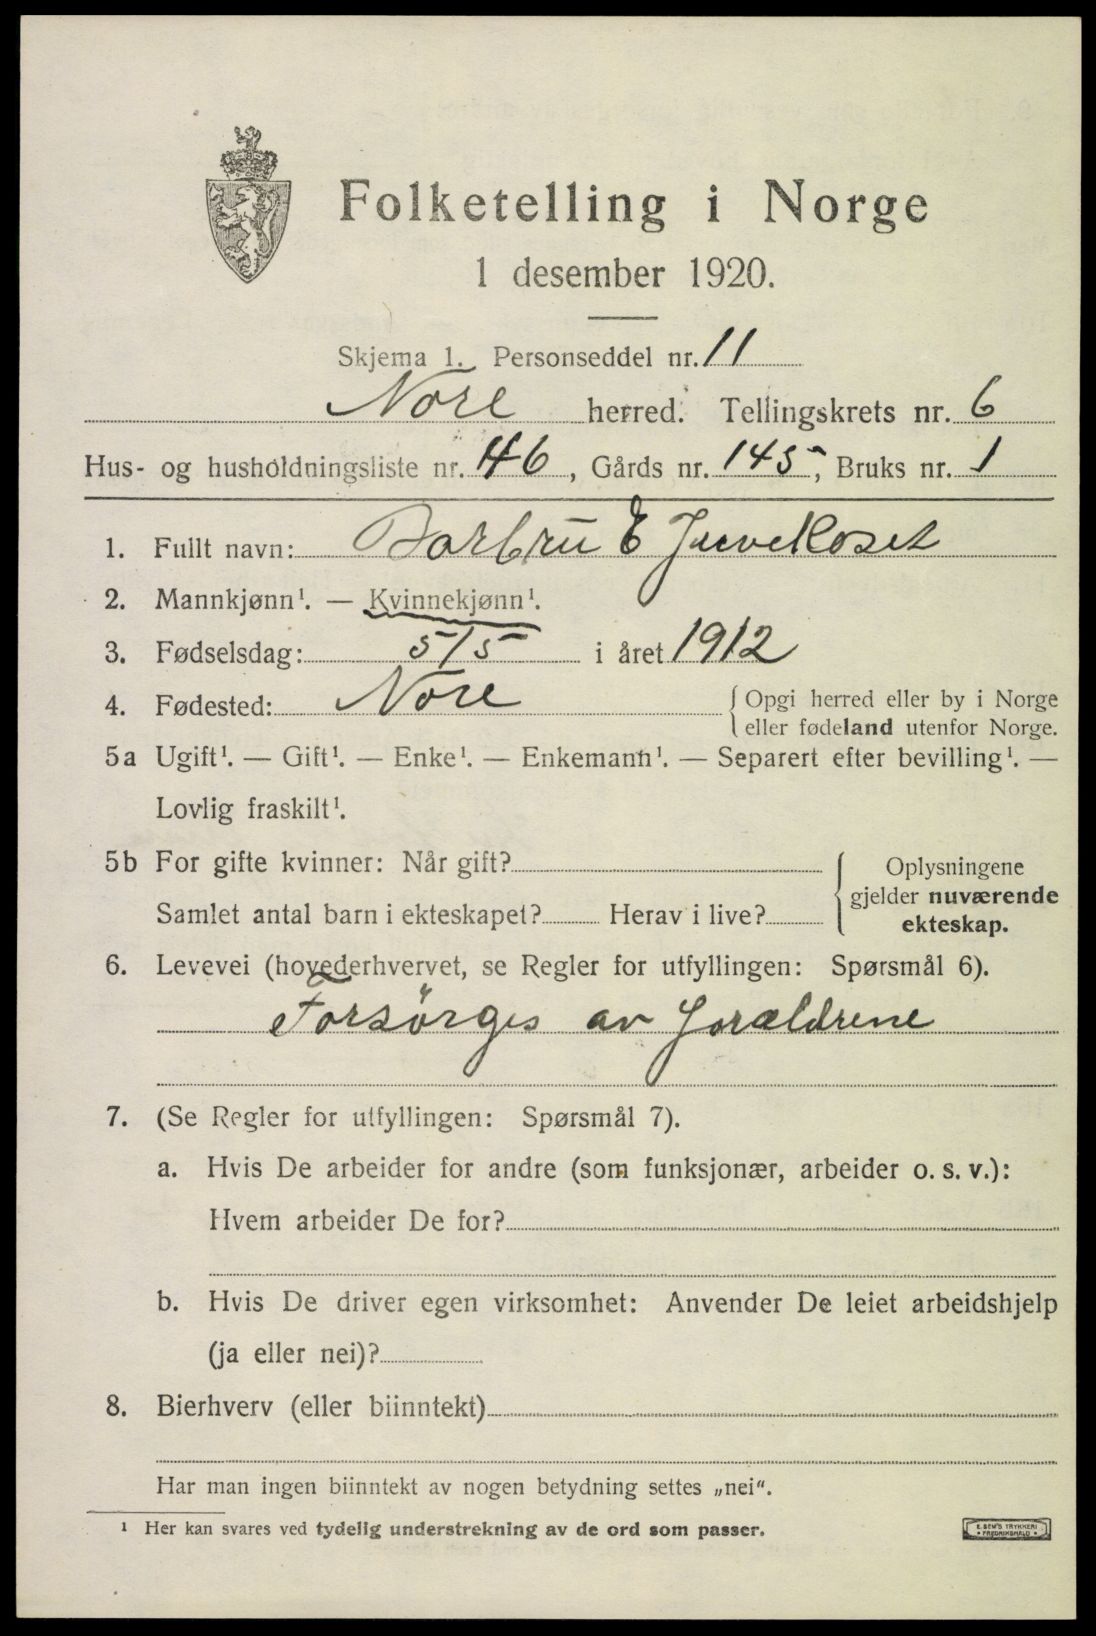 Folketelling i Norge
1 desember 1920.
Skjema 1. Personseddel nr. 11
Nore herred. Tellingskrets nr. 6
Hus- og husholdningsliste nr. 46, Gårds nr. 145, Bruks nr. 1
1. Fullt navn: Barbru E
2. Mannkjønn¹. — Kvinnekjønn¹.
3. Fødselsdag: 5/5 i året 1912
4. Fødested: Nore { Opgi herred eller by i Norge
eller fødeland utenfor Norge.
5a Ugift¹. — Gift¹. — Enke¹. — Enkemann¹. — Separert efter bevilling¹. —
Lovlig fraskilt¹.
5b For gifte kvinner: Når gift? { Oplysningene
gjelder nuværende
Samlet antal barn i ekteskapet? Herav i live?
ekteskap.
6. Levevei (hovederhvervet, se Regler for utfyllingen: Spørsmål 6).
Forsörges av foræeldrene
7. (Se Regler for utfyllingen: Spørsmål 7).
a. Hvis De arbeider for andre (som funksjonær, arbeider o. s. v.):
Hvem arbeider De for?
b. Hvis De driver egen virksomhet: Anvender De leiet arbeidshjelp
(ja eller nei)?
8. Bierhverv (eller biinntekt)
Har man ingen biinntekt av nogen betydning settes „nei“.
¹ Her kan svares ved tydelig understrekning av de ord som passer.
E. SEM'S TRYKKERI
• FREDRIKSHALD •